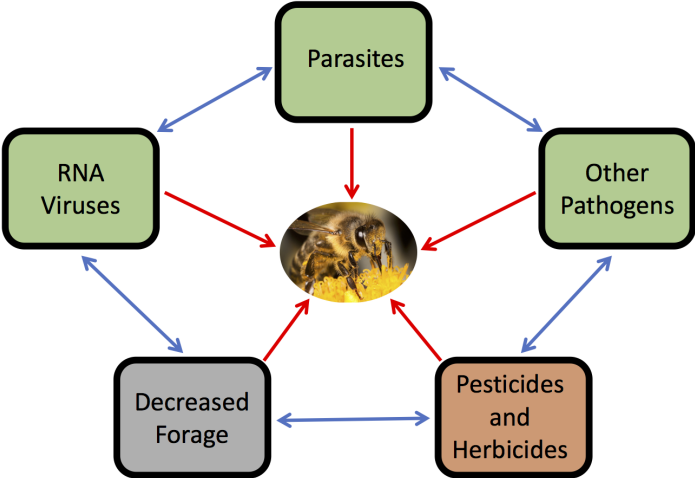 Parasites
RNA
Viruses
Other
Pathogens
Decreased
Forage
Pesticides
and
Herbicides